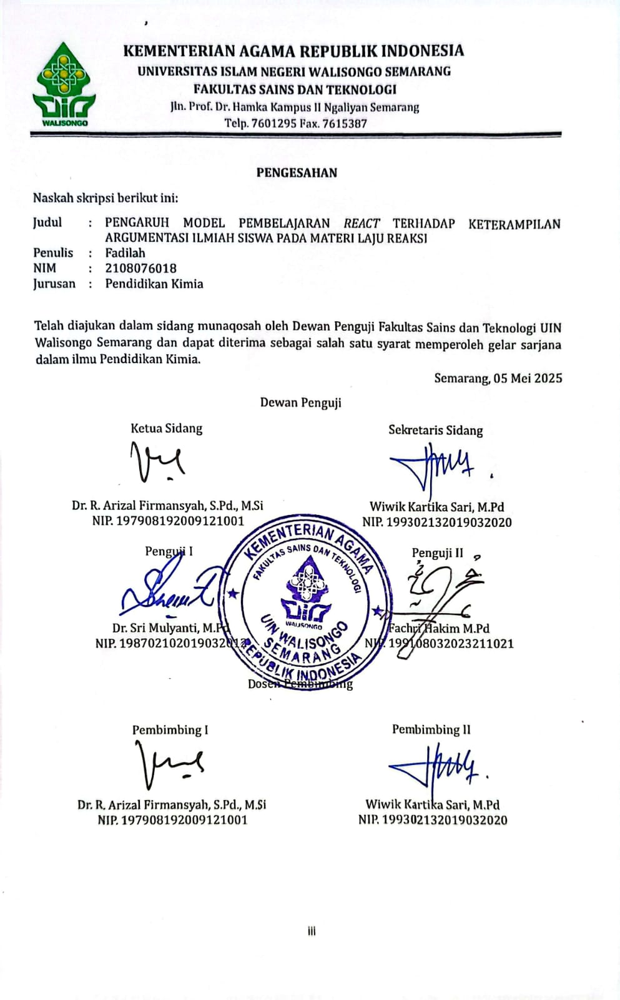 KEMENTERIAN AGAMA REPUBLIK INDONESIA
UNIVERSITAS ISLAM NEGERI WALISONGO SEMARANG
FAKULTAS SAINS DAN TEKNOLOGI
Jln. Prof. Dr. Hamka Kampus II Ngaliyan Semarang
Telp. 7601295 Fax. 7615387
WALISONGO
PENGESAHAN
Naskah skripsi berikut ini:
Judul : PENGARUH MODEL PEMBELAJARAN REACT TERHADAP KETERAMPILAN
ARGUMENTASI ILMIAH SISWA PADA MATERI LAJU REAKSI
Penulis : Fadilah
NIM : 2108076018
Jurusan : Pendidikan Kimia
Telah diajukan dalam sidang munaqosah oleh Dewan Penguji Fakultas Sains dan Teknologi UIN
Walisongo Semarang dan dapat diterima sebagai salah satu syarat memperoleh gelar sarjana
dalam ilmu Pendidikan Kimia.
Semarang, 05 Mei 2025
Dewan Penguji
Ketua Sidang
Sekretaris Sidang
Dr. R. Arizal Firmansyah, S.Pd., M.Si
NIP. 197908192009121001
Wiwik Kartika Sari, M.Pd
NIP. 199302132019032020
Penguji I
Penguji II
Dr. Sri Mulyanti, M.Pd
NIP. 198702102019032012
Fachri Hakim M.Pd
NIP. 199108032023211021
KEMENTERIAN AGAMA
FAKULTAS SAINS DAN TEKNOLOGI
WALISONGO
UIN WALISONGO
SEMARANG
REPUBLIK INDONESIA
Dosen Pembimbing
Pembimbing I
Pembimbing II
Dr. R. Arizal Firmansyah, S.Pd., M.Si
NIP. 197908192009121001
Wiwik Kartika Sari, M.Pd
NIP. 199302132019032020
iii